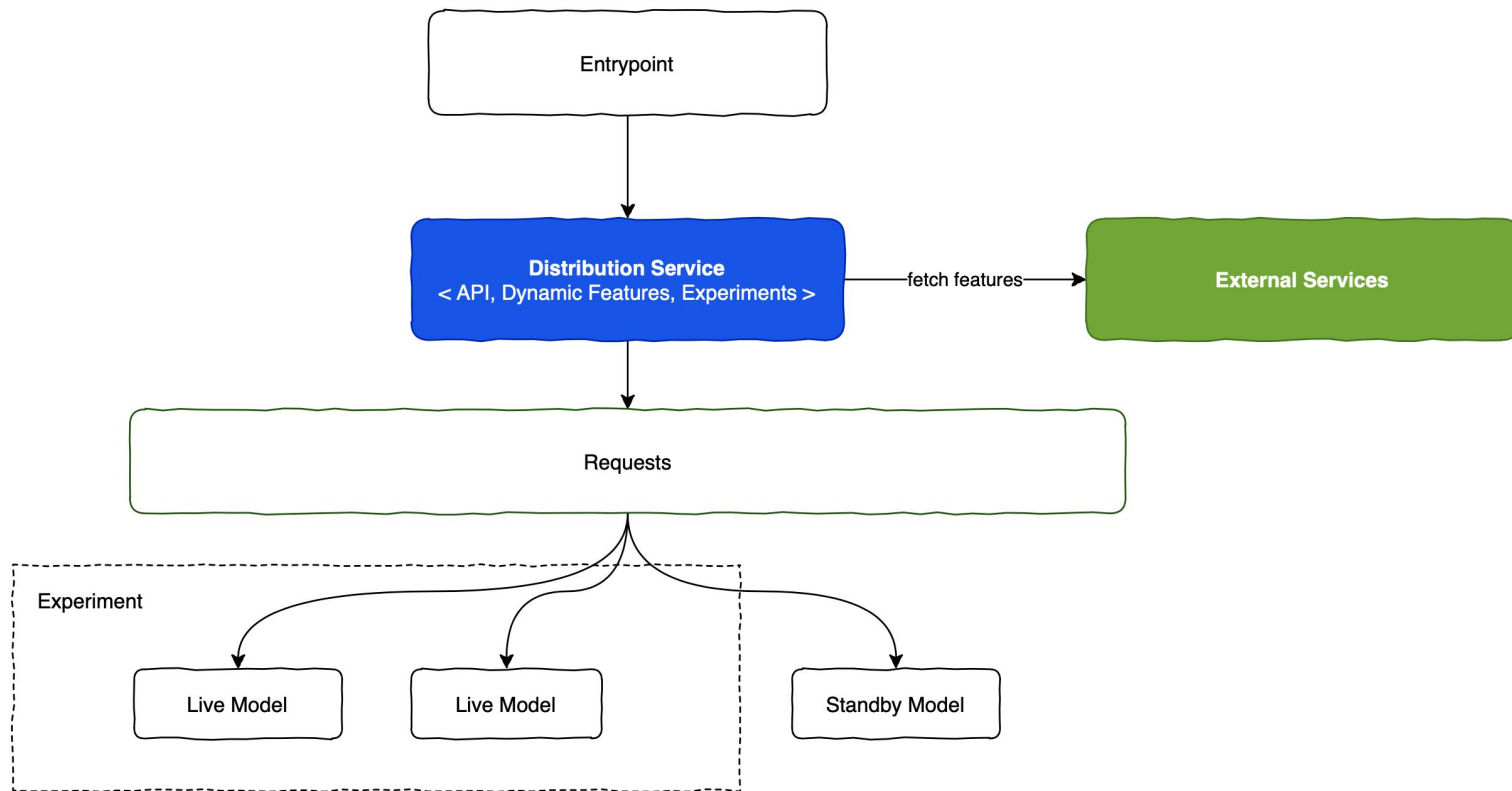 Entrypoint
Distribution Service
< API, Dynamic Features, Experiments >
fetch features
External Services
Requests
Experiment
Live Model
Live Model
Standby Model